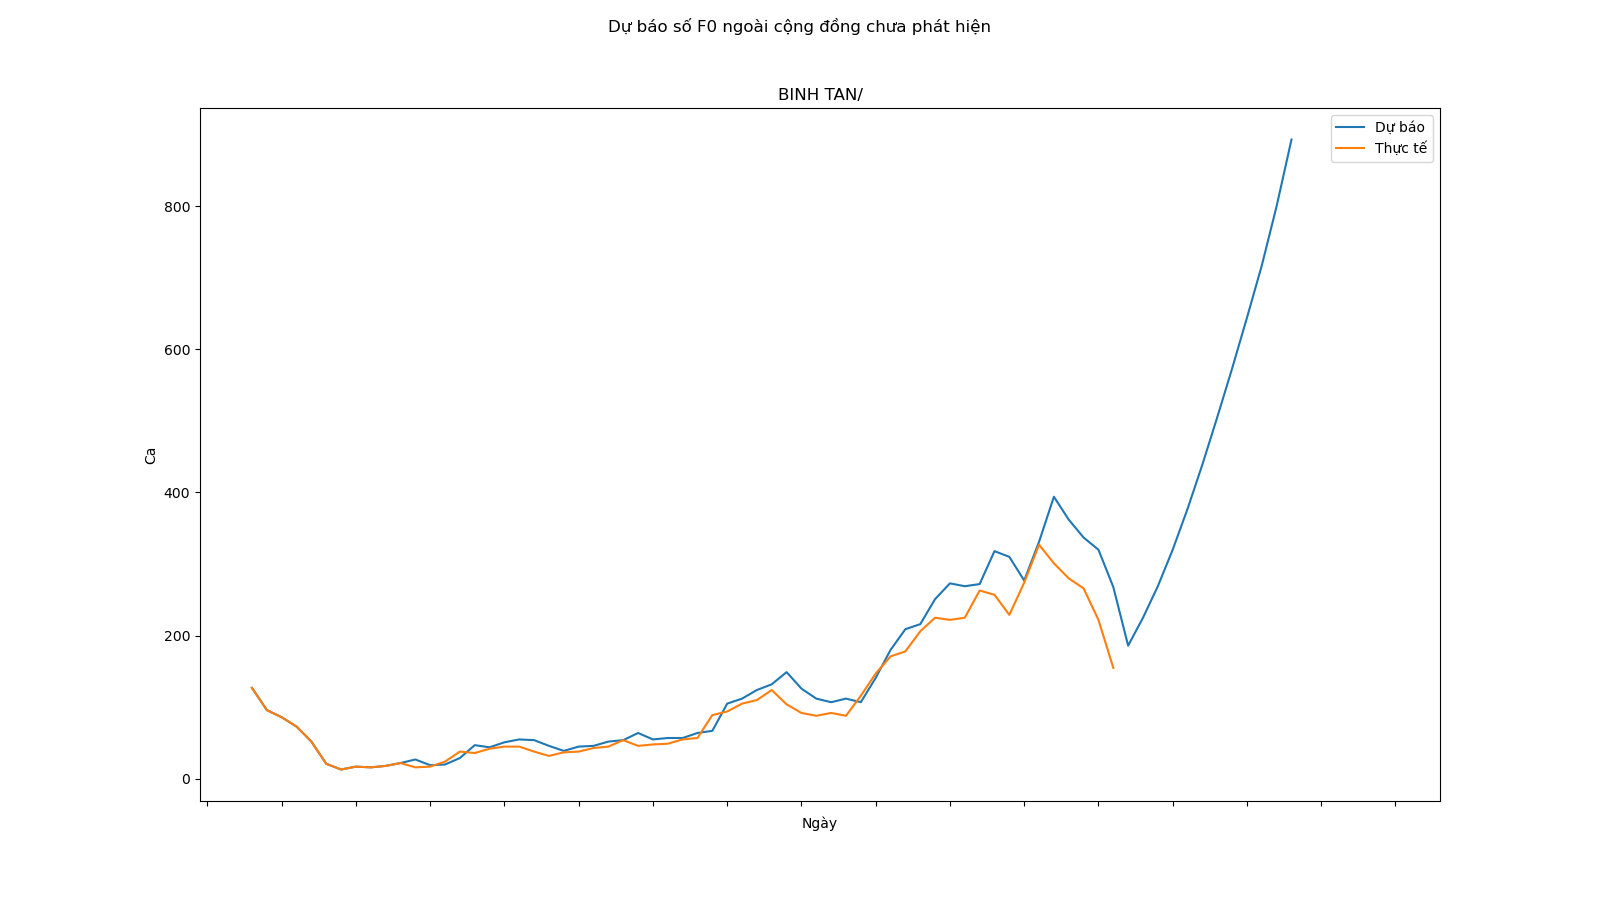 Dự báo số F0 ngoài cộng đồng chưa phát hiện
BINH TAN/
Dự báo
Thực tế
800
600
400
200
0
Ca
Ngày